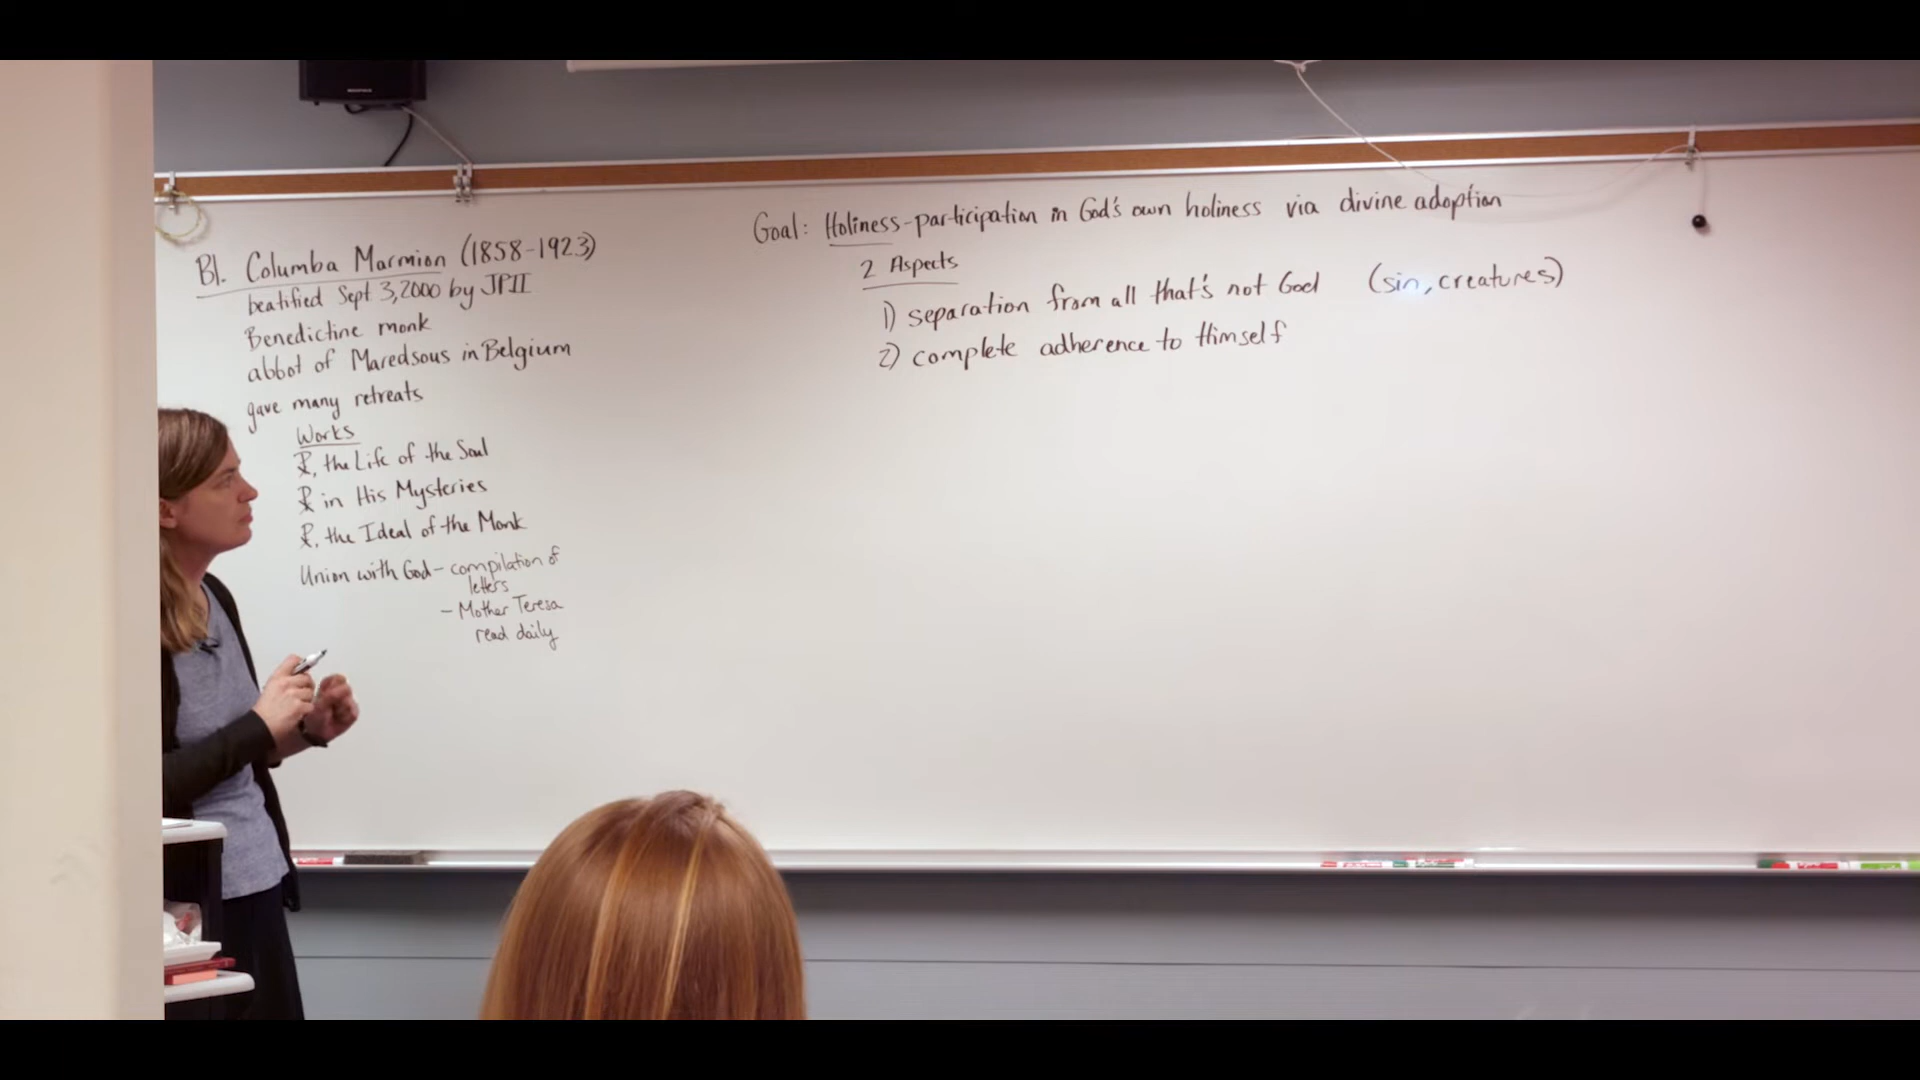 Bl. Columba Marmion (1858-1923)
beatified Sept 3, 2000 by JPII
Benedictine monk
abbot of Maredsous in Belgium
gave many retreats
Works
☧, the Life of the Soul
☧ in His Mysteries
☧, the Ideal of the Monk
Union with God - compilation of
letters
- Mother Teresa
read daily
Goal: Holiness - participation in God's own holiness via divine adoption
2 Aspects
1) separation from all that's not God (sin, creatures)
2) complete adherence to Himself